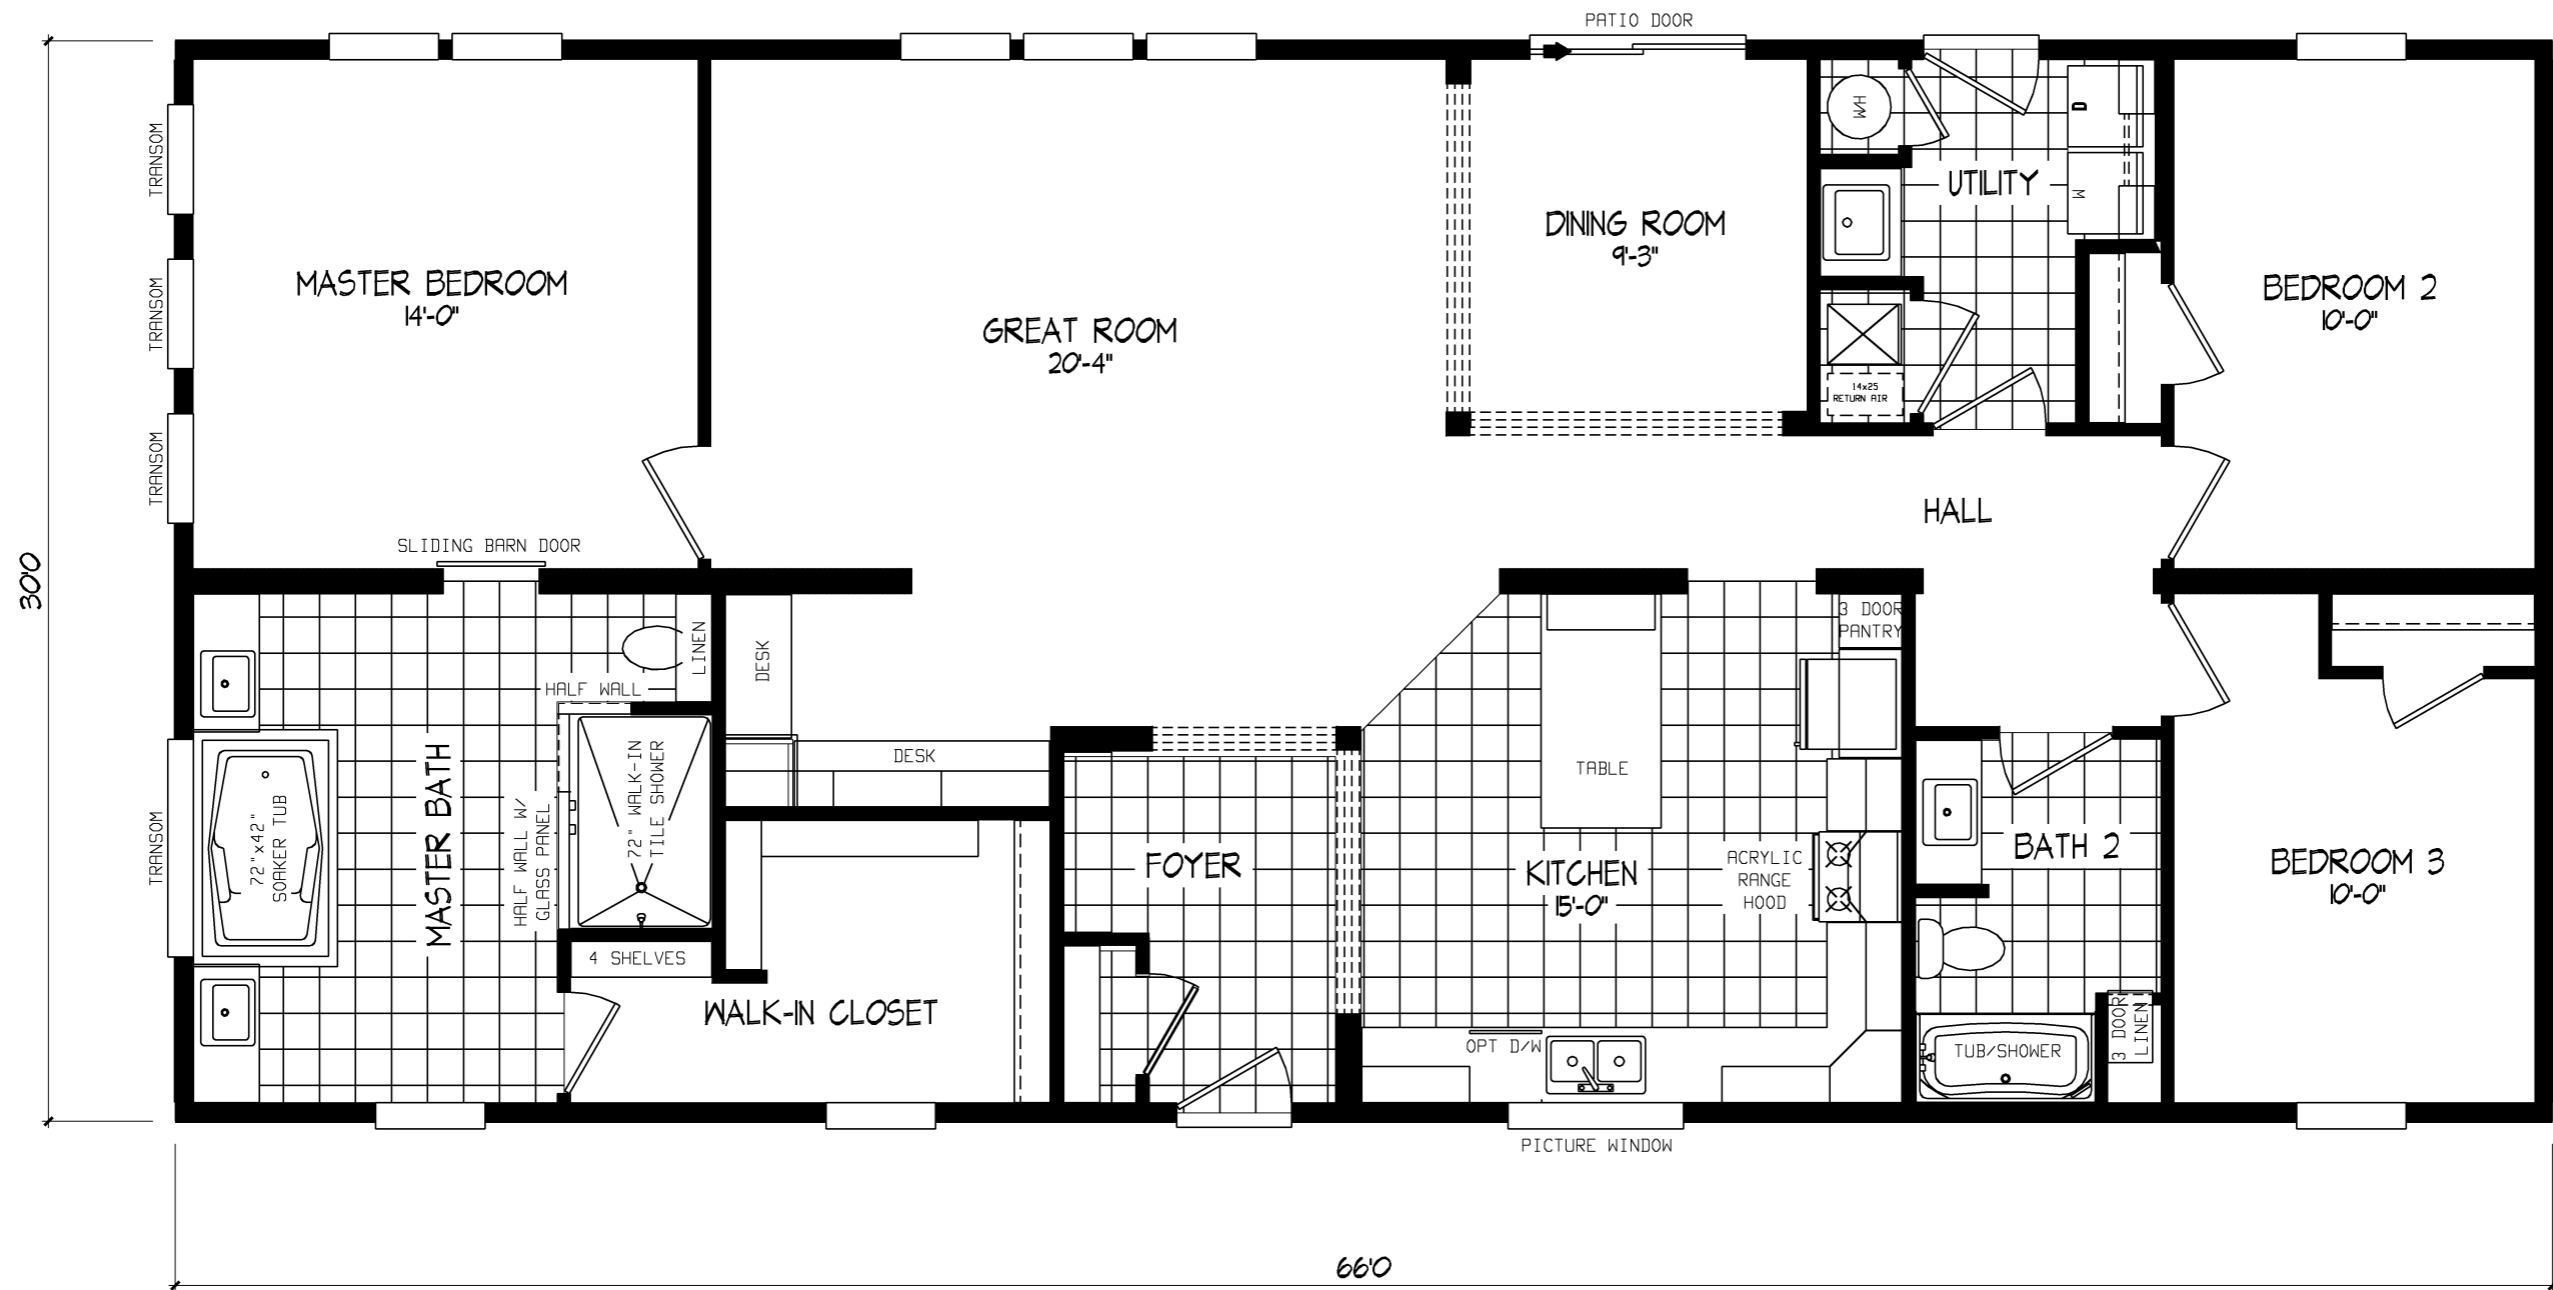 PATIO DOOR
TRANSOM
TRANSOM
TRANSOM
TRANSOM
30'0
MASTER BEDROOM
14'-0"
GREAT ROOM
20'-4"
DINING ROOM
9'-3"
H/W
D
W
UTILITY
14x25
RETURN AIR
BEDROOM 2
10'-0"
HALL
SLIDING BARN DOOR
LINEN
HALF WALL
DESK
DESK
72"x42"
SOAKER TUB
MASTER BATH
HALF WALL W/
GLASS PANEL
72" WALK-IN
TILE SHOWER
4 SHELVES
WALK-IN CLOSET
FOYER
TABLE
KITCHEN
15'-0"
3 DOOR
PANTRY
ACRYLIC
RANGE
HOOD
OPT D/W
BATH 2
TUB/SHOWER
3 DOOR
LINEN
BEDROOM 3
10'-0"
PICTURE WINDOW
66'0